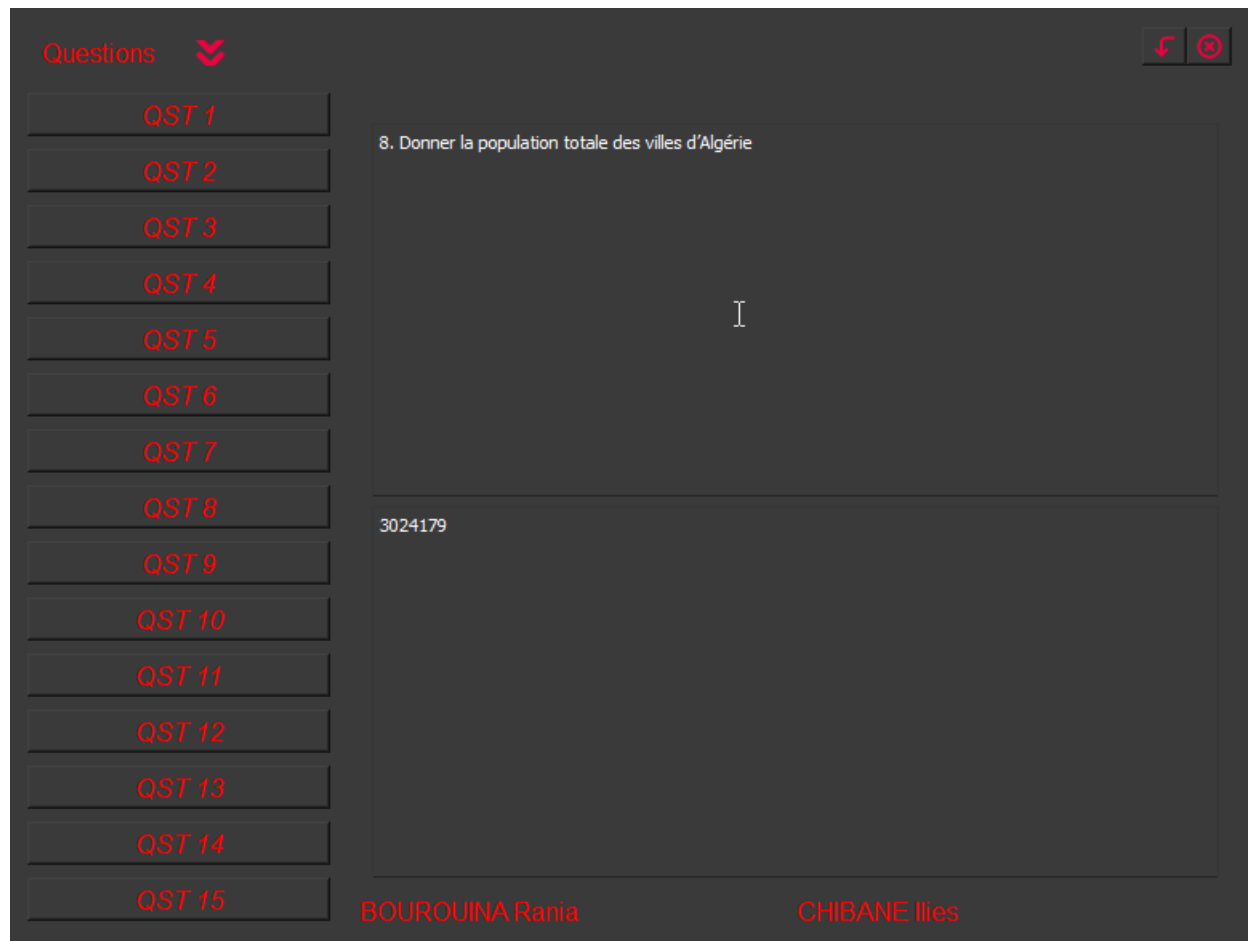 Questions
QST 1
QST 2
QST 3
QST 4
QST 5
QST 6
QST 7
QST 8
QST 9
QST 10
QST 11
QST 12
QST 13
QST 14
QST 15
8. Donner la population totale des villes d’Algérie
3024179
BOUROUINA Rania
CHIBANE Ilies